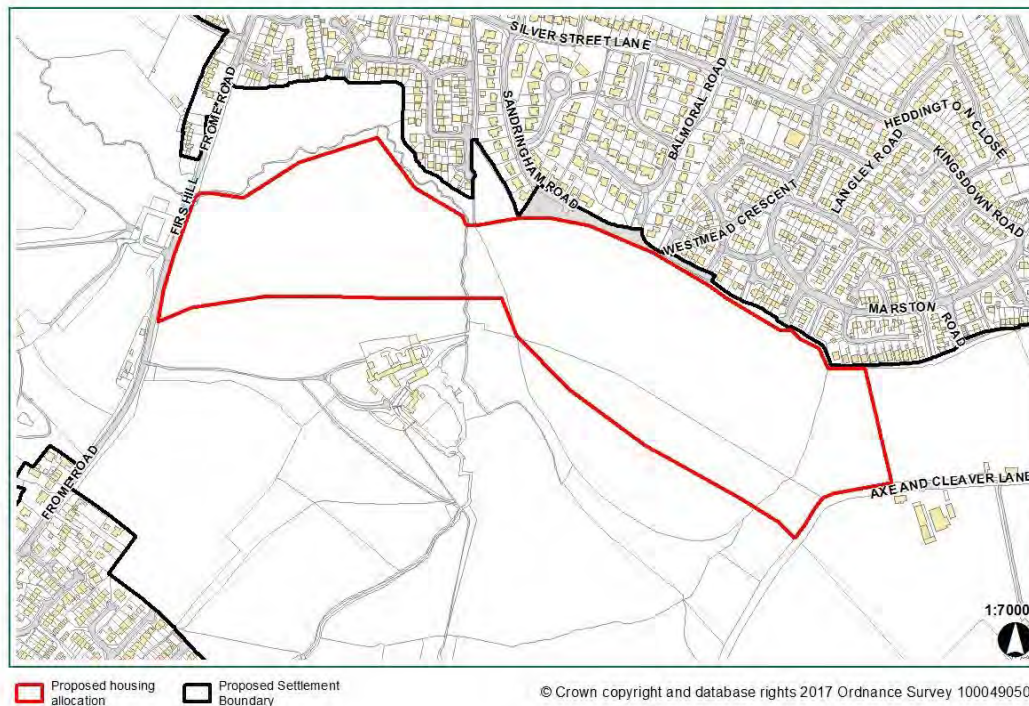 SILVER STREET LANE
FROME ROAD
SANDRINGHAM ROAD
BALMORAL ROAD
HEDDINGTON CLOSE
LANGLEY ROAD
KINGSDOWN ROAD
FIRS HILL
WESTMEAD CRESCENT
MARSTON
ROAD
FROME ROAD
AXE AND CLEAVER LANE
1:7000
Proposed housing
allocation
Proposed Settlement
Boundary
© Crown copyright and database rights 2017 Ordnance Survey 100049050